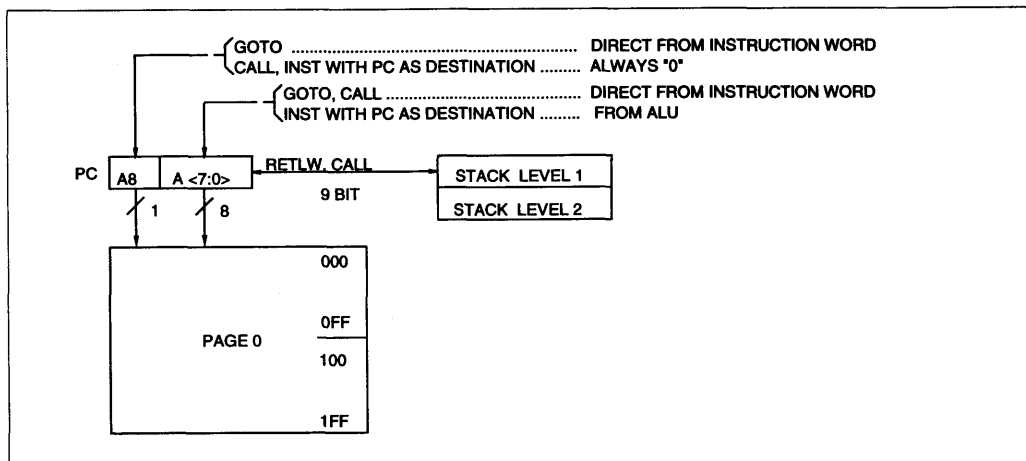 GOTO ................................................................ DIRECT FROM INSTRUCTION WORD
CALL, INST WITH PC AS DESTINATION ......... ALWAYS "0"
GOTO, CALL ........................................... DIRECT FROM INSTRUCTION WORD
INST WITH PC AS DESTINATION ......... FROM ALU
PC A8 A <7:0> RETLW, CALL STACK LEVEL 1
9 BIT STACK LEVEL 2
1 8
000
0FF
PAGE 0
100
1FF